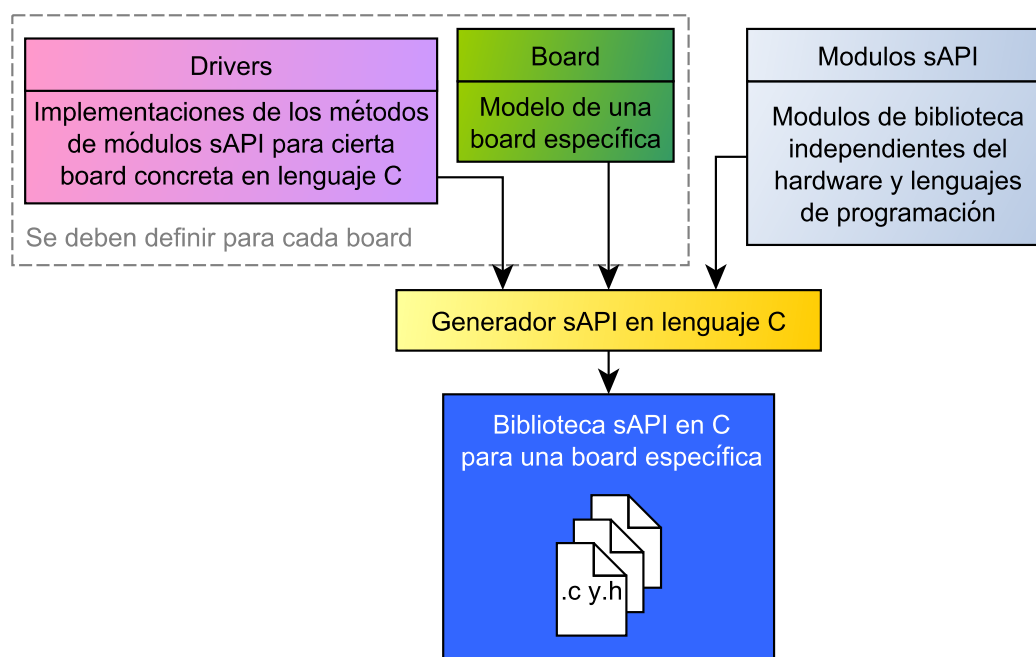 Drivers
Implementaciones de los métodos
de módulos sAPI para cierta
board concreta en lenguaje C
Board
Modelo de una
board específica
Se deben definir para cada board
Modulos sAPI
Modulos de biblioteca
independientes del
hardware y lenguajes
de programación
Generador sAPI en lenguaje C
Biblioteca sAPI en C
para una board específica
.c y.h